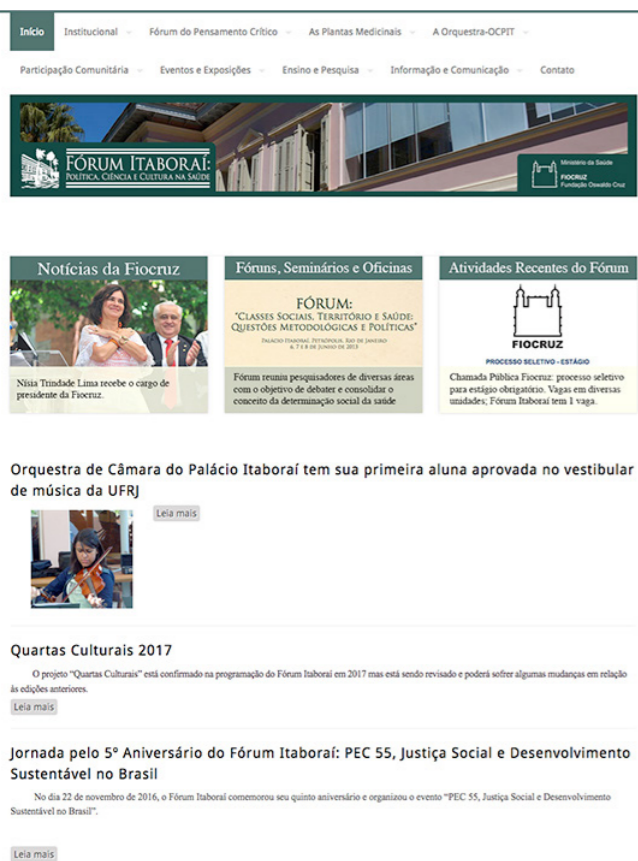 Início
Institucional
Fórum do Pensamento Crítico
As Plantas Medicinais
A Orquestra-OCPIT
Participação Comunitária
Eventos e Exposições
Ensino e Pesquisa
Informação e Comunicação
Contato
FÓRUM ITABORAÍ:
POLÍTICA, CIÊNCIA E CULTURA NA SAÚDE
Ministério da Saúde
FIOCRUZ
Fundação Oswaldo Cruz
Notícias da Fiocruz
Nísia Trindade Lima recebe o cargo de
presidente da Fiocruz.
Fóruns, Seminários e Oficinas
FÓRUM:
"CLASSES SOCIAIS, TERRITÓRIO E SAÚDE:
QUESTÕES METODOLÓGICAS E POLÍTICAS"
PALÁCIO ITABORAÍ, PETRÓPOLIS, RIO DE JANEIRO
6, 7 E 8 DE JUNHO DE 2015
Fórum reuniu pesquisadores de diversas áreas
com o objetivo de debater e consolidar o
conceito da determinação social da saúde
Atividades Recentes do Fórum
FIOCRUZ
PROCESSO SELETIVO - ESTÁGIO
Chamada Pública Fiocruz: processo seletivo
para estágio obrigatório. Vagas em diversas
unidades; Fórum Itaboraí tem 1 vaga.
Orquestra de Câmara do Palácio Itaboraí tem sua primeira aluna aprovada no vestibular
de música da UFRJ
Leia mais
Quartas Culturais 2017
O projeto “Quartas Culturais” está confirmado na programação do Fórum Itaboraí em 2017 mas está sendo revisado e poderá sofrer algumas mudanças em relação
às edições anteriores.
Leia mais
Jornada pelo 5º Aniversário do Fórum Itaboraí: PEC 55, Justiça Social e Desenvolvimento
Sustentável no Brasil
No dia 22 de novembro de 2016, o Fórum Itaboraí comemorou seu quinto aniversário e organizou o evento “PEC 55, Justiça Social e Desenvolvimento
Sustentável no Brasil”.
Leia mais